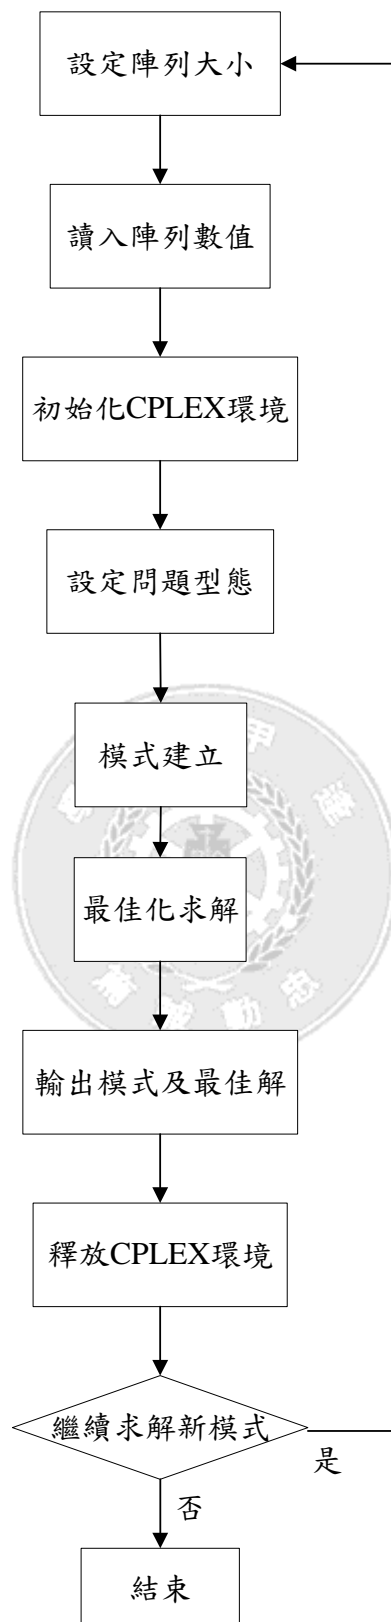 設定陣列大小
讀入陣列數值
初始化CPLEX環境
設定問題型態
模式建立
最佳化求解
輸出模式及最佳解
釋放CPLEX環境
繼續求解新模式
是
否
結束